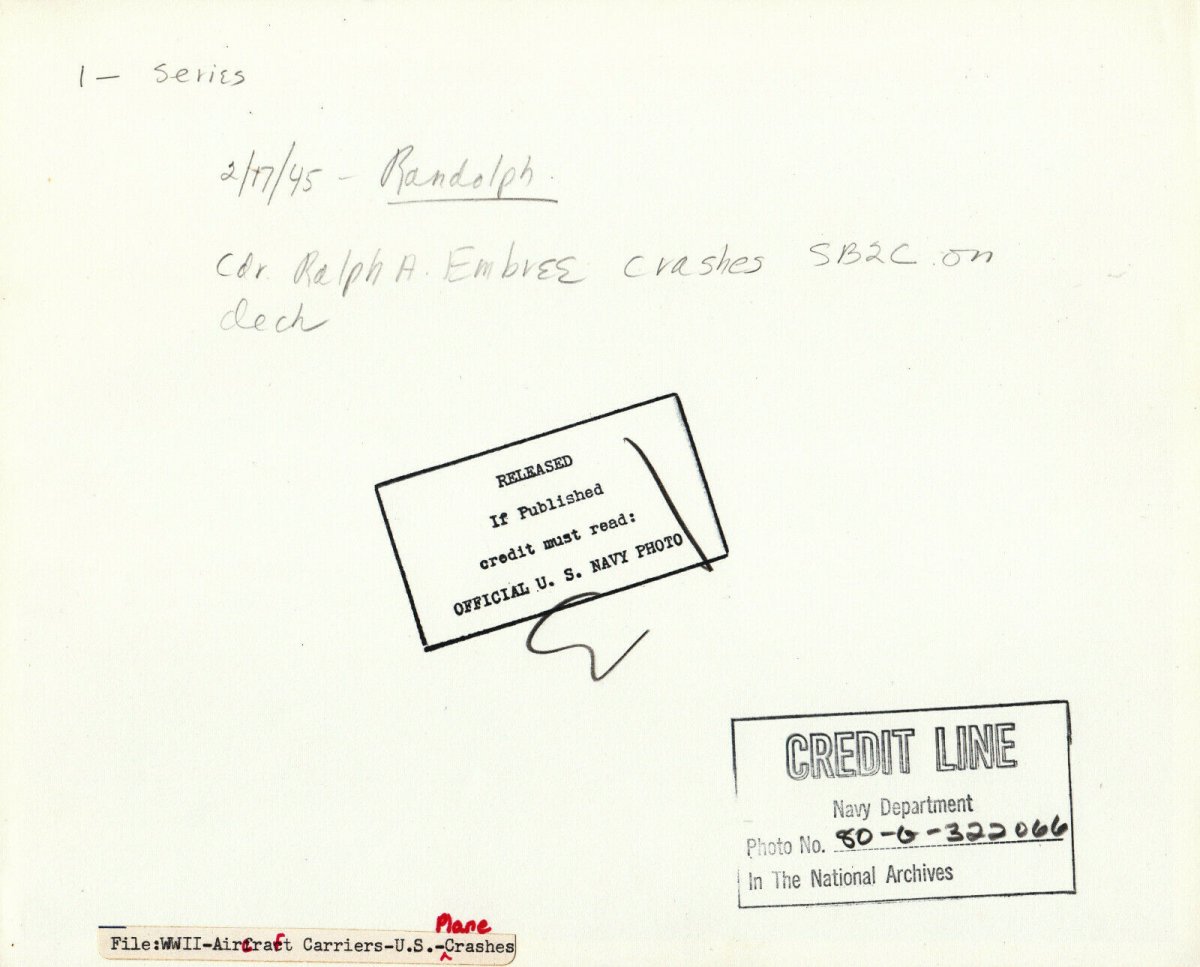 1 - Series
2/17/45 - Randolph.
Cdr. Ralph A. Embree crashes SB2C on
deck
RELEASED
If Published
credit must read:
OFFICIAL U. S. NAVY PHOTO
CREDIT LINE
Navy Department
Photo No. 80-G-322066
In The National Archives
Plane
File:WWII-Aircraft Carriers-U.S.-^Crashes